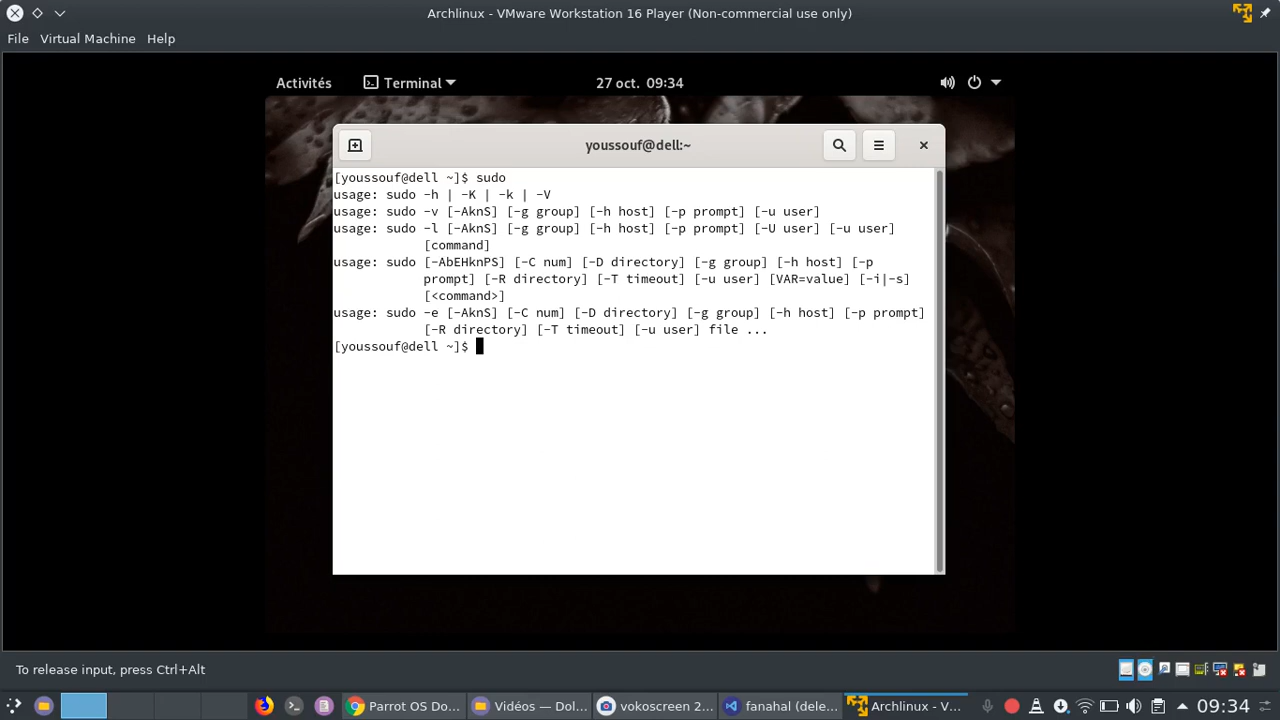 Archlinux - VMware Workstation 16 Player (Non-commercial use only)
File Virtual Machine Help
Activités Terminal 27 oct. 09:34
youssouf@dell:~
[youssouf@dell ~]$ sudo
usage: sudo -h | -K | -k | -V
usage: sudo -v [-AknS] [-g group] [-h host] [-p prompt] [-u user]
usage: sudo -l [-AknS] [-g group] [-h host] [-p prompt] [-U user] [-u user]
[command]
usage: sudo [-AbEHknPS] [-C num] [-D directory] [-g group] [-h host] [-p
prompt] [-R directory] [-T timeout] [-u user] [VAR=value] [-i|-s]
[<command>]
usage: sudo -e [-AknS] [-C num] [-D directory] [-g group] [-h host] [-p prompt]
[-R directory] [-T timeout] [-u user] file ...
[youssouf@dell ~]$
To release input, press Ctrl+Alt
Parrot OS Do... Vidéos — Dol... vokoscreen 2... fanahal (dele... Archlinux - V... 09:34